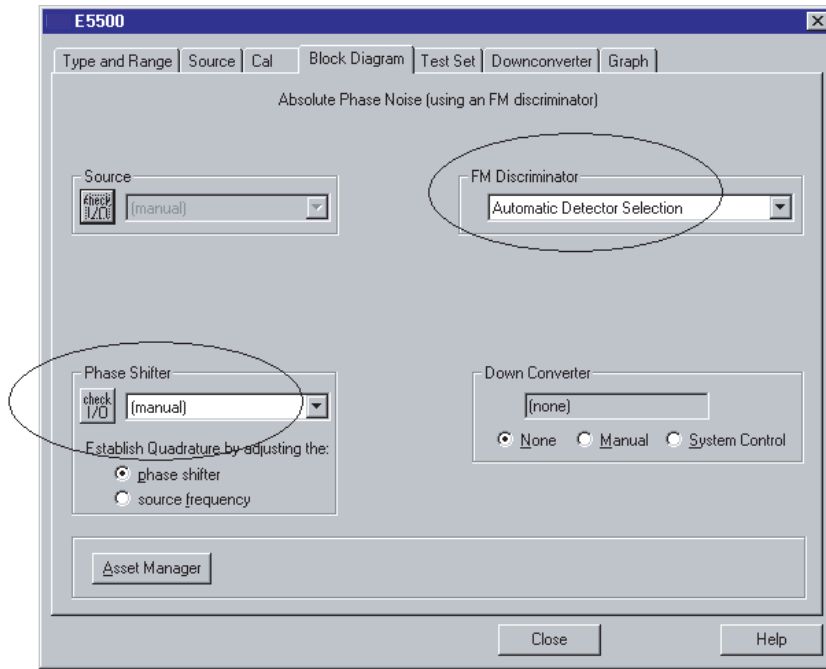 E5500
Type and Range Source Cal Block Diagram Test Set Downconverter Graph
Absolute Phase Noise (using an FM discriminator)
Source
check I/O (manual)
FM Discriminator
Automatic Detector Selection
Phase Shifter
check I/O (manual)
Establish Quadrature by adjusting the:
phase shifter
source frequency
Down Converter
(none)
None Manual System Control
Asset Manager
Close Help